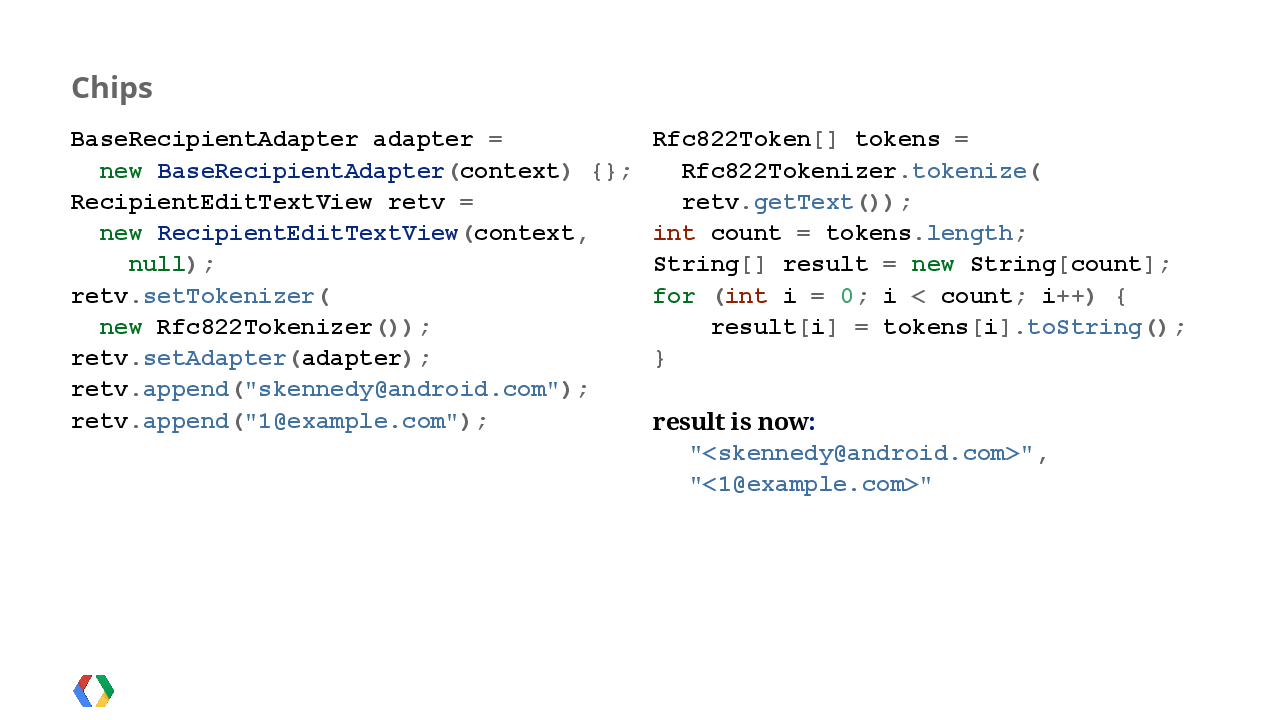 Chips
BaseRecipientAdapter adapter =
  new BaseRecipientAdapter(context) {};
RecipientEditTextView retv =
  new RecipientEditTextView(context,
    null);
retv.setTokenizer(
  new Rfc822Tokenizer());
retv.setAdapter(adapter);
retv.append("skennedy@android.com");
retv.append("1@example.com");
Rfc822Token[] tokens =
  Rfc822Tokenizer.tokenize(
  retv.getText());
int count = tokens.length;
String[] result = new String[count];
for (int i = 0; i < count; i++) {
    result[i] = tokens[i].toString();
}
result is now:
"<skennedy@android.com>",
"<1@example.com>"